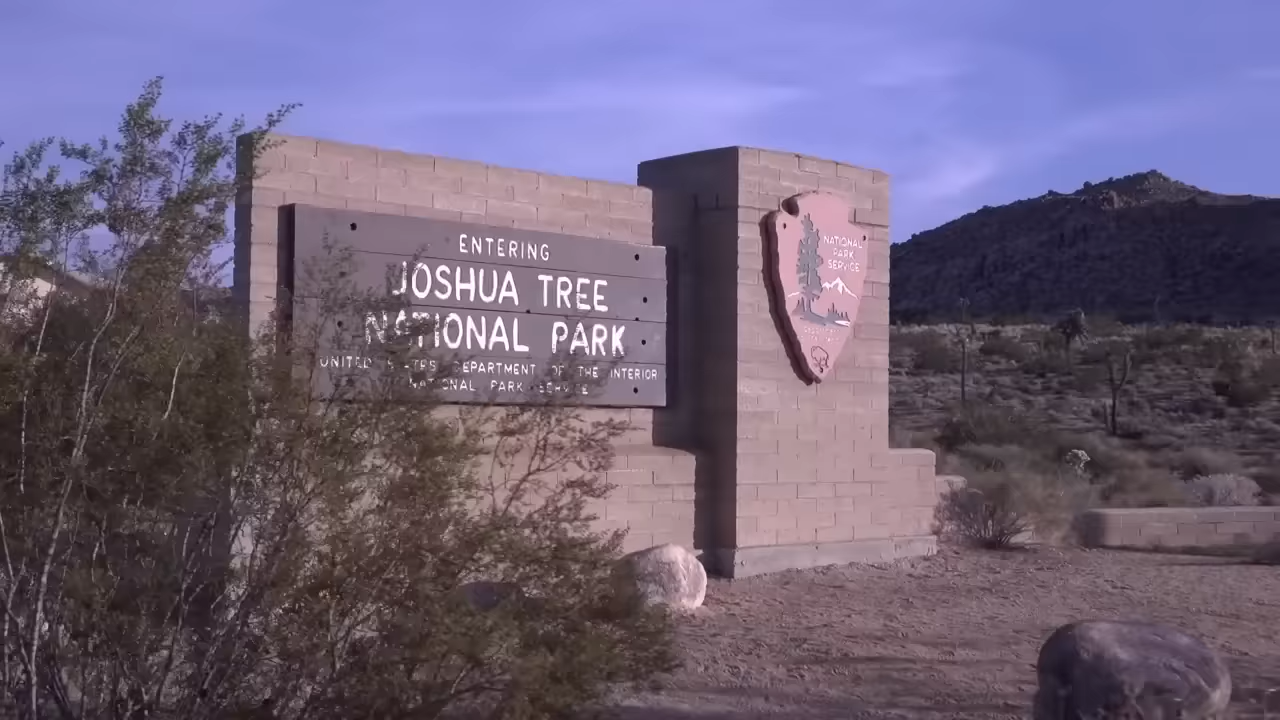 ENTERING
JOSHUA TREE
NATIONAL PARK
UNITED STATES DEPARTMENT OF THE INTERIOR
NATIONAL PARK SERVICE
NATIONAL
PARK
SERVICE